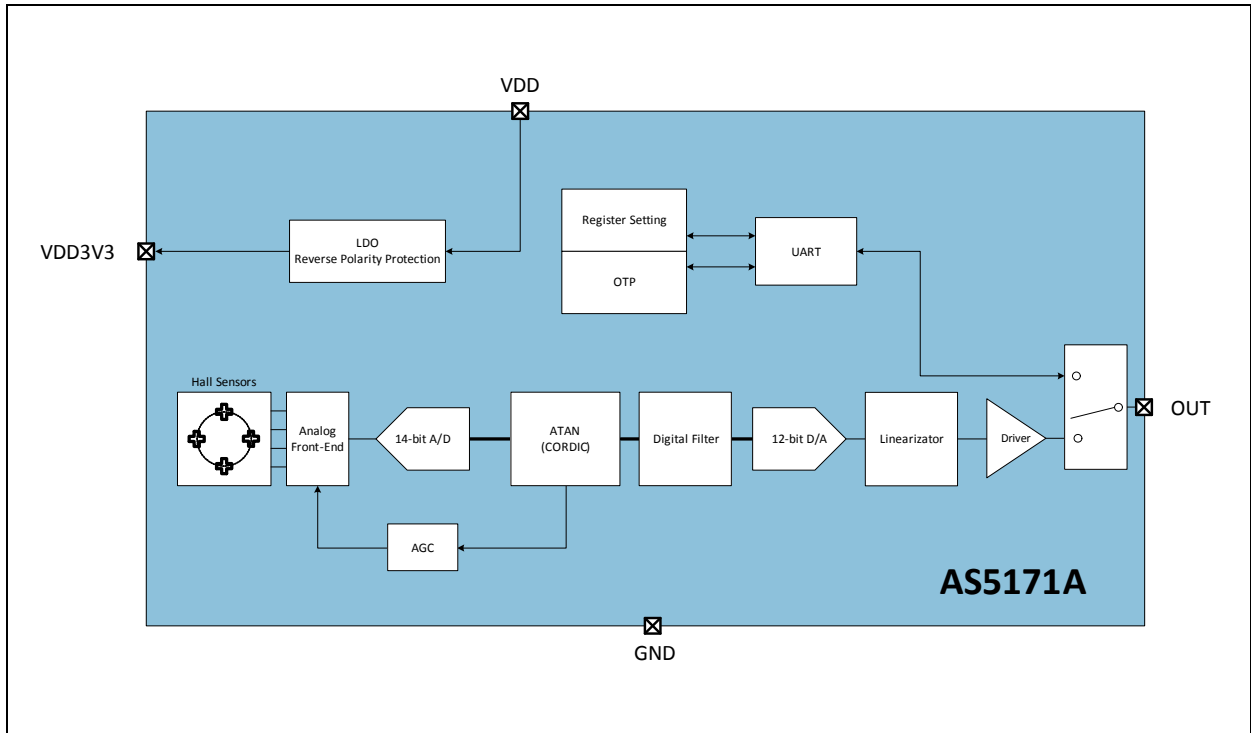 VDD
VDD3V3
LDO
Reverse Polarity Protection
Register Setting
OTP
UART
Hall Sensors
Analog
Front-End
14-bit A/D
ATAN
(CORDIC)
Digital Filter
12-bit D/A
Linearizator
Driver
OUT
AGC
AS5171A
GND